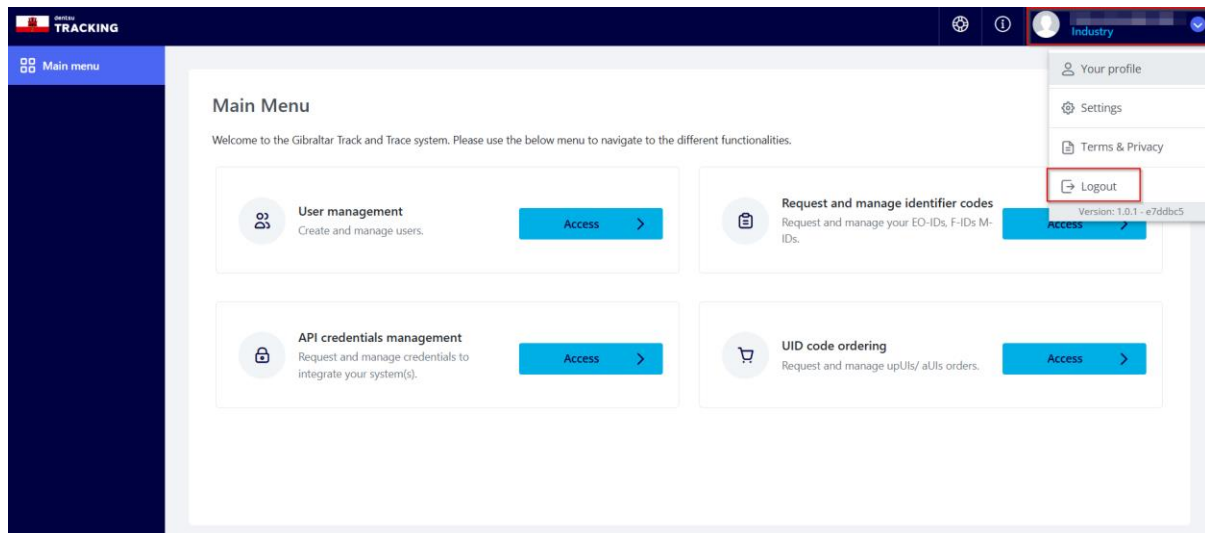 dentsu
TRACKING
Industry
Main menu
Your profile
Settings
Terms & Privacy
Logout
Version: 1.0.1 - e7ddbc5
Main Menu
Welcome to the Gibraltar Track and Trace system. Please use the below menu to navigate to the different functionalities.
User management
Create and manage users.
Access
Request and manage identifier codes
Request and manage your EO-IDs, F-IDs M-
IDs.
Access
API credentials management
Request and manage credentials to
integrate your system(s).
Access
UID code ordering
Request and manage upUIs/ aUIs orders.
Access